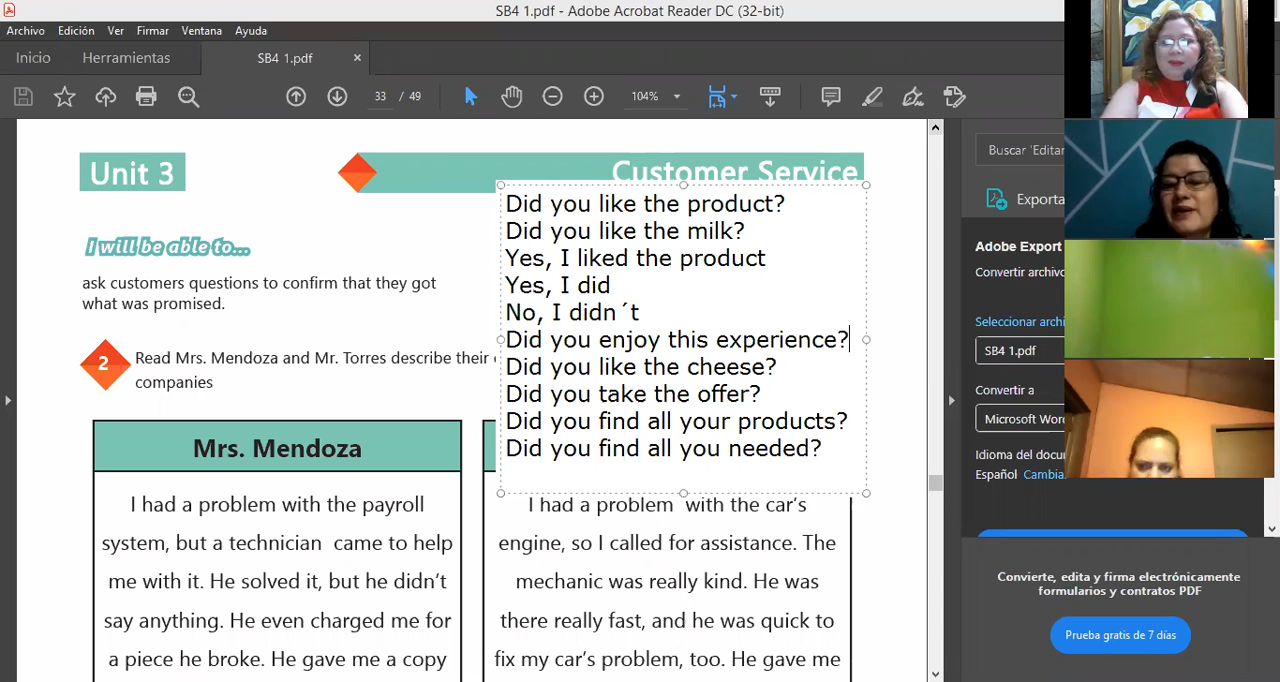 SB4 1.pdf - Adobe Acrobat Reader DC (32-bit)
Archivo Edición Ver Firmar Ventana Ayuda
Inicio Herramientas SB4 1.pdf ×
33 / 49 104%
Unit 3
Customer Service
I will be able to...
ask customers questions to confirm that they got
what was promised.
2
Read Mrs. Mendoza and Mr. Torres describe their
companies
Did you like the product?
Did you like the milk?
Yes, I liked the product
Yes, I did
No, I didn´t
Did you enjoy this experience?
Did you like the cheese?
Did you take the offer?
Did you find all your products?
Did you find all you needed?
Mrs. Mendoza
I had a problem with the payroll
system, but a technician came to help
me with it. He solved it, but he didn't
say anything. He even charged me for
a piece he broke. He gave me a copy
I had a problem with the car's
engine, so I called for assistance. The
mechanic was really kind. He was
there really fast, and he was quick to
fix my car's problem, too. He gave me
Buscar 'Editar
Exporta
Adobe Export
Convertir archivo
Seleccionar archi
SB4 1.pdf
Convertir a
Microsoft Word
Idioma del docum
Español Cambia
Convierte, edita y firma electrónicamente
formularios y contratos PDF
Prueba gratis de 7 días